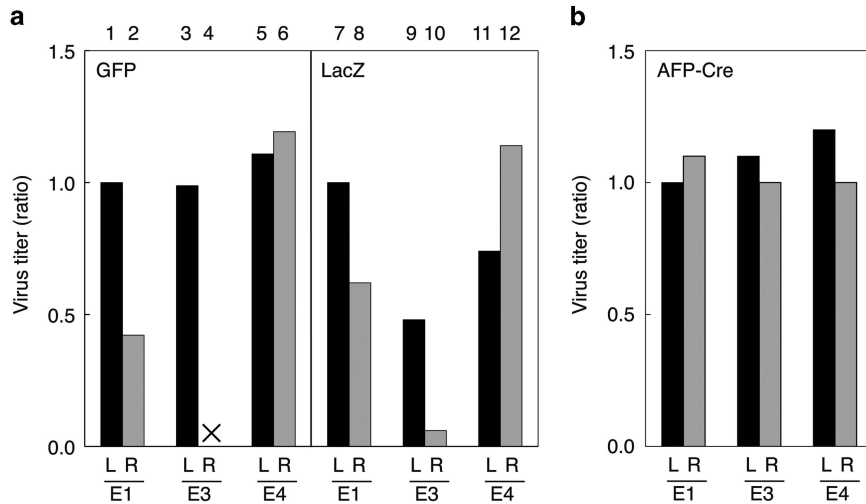 a
1 2 3 4 5 6 7 8 9 10 11 12
GFP
LacZ
Virus titer (ratio)
1.5
1.0
0.5
0.0
L R L R L R L R L R L R
E1 E3 E4 E1 E3 E4
b
AFP-Cre
Virus titer (ratio)
1.5
1.0
0.5
0.0
L R L R L R
E1 E3 E4